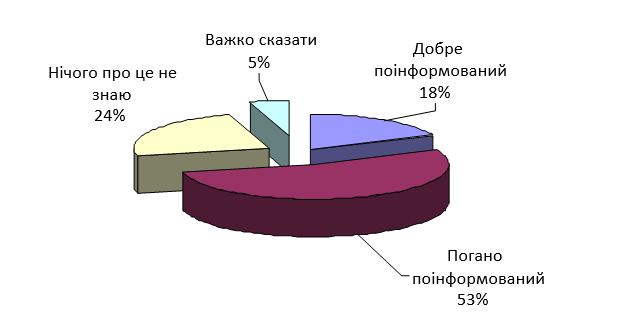 Важко сказати
5%
Добре
поінформований
18%
Нічого про це не
знаю
24%
Погано
поінформований
53%